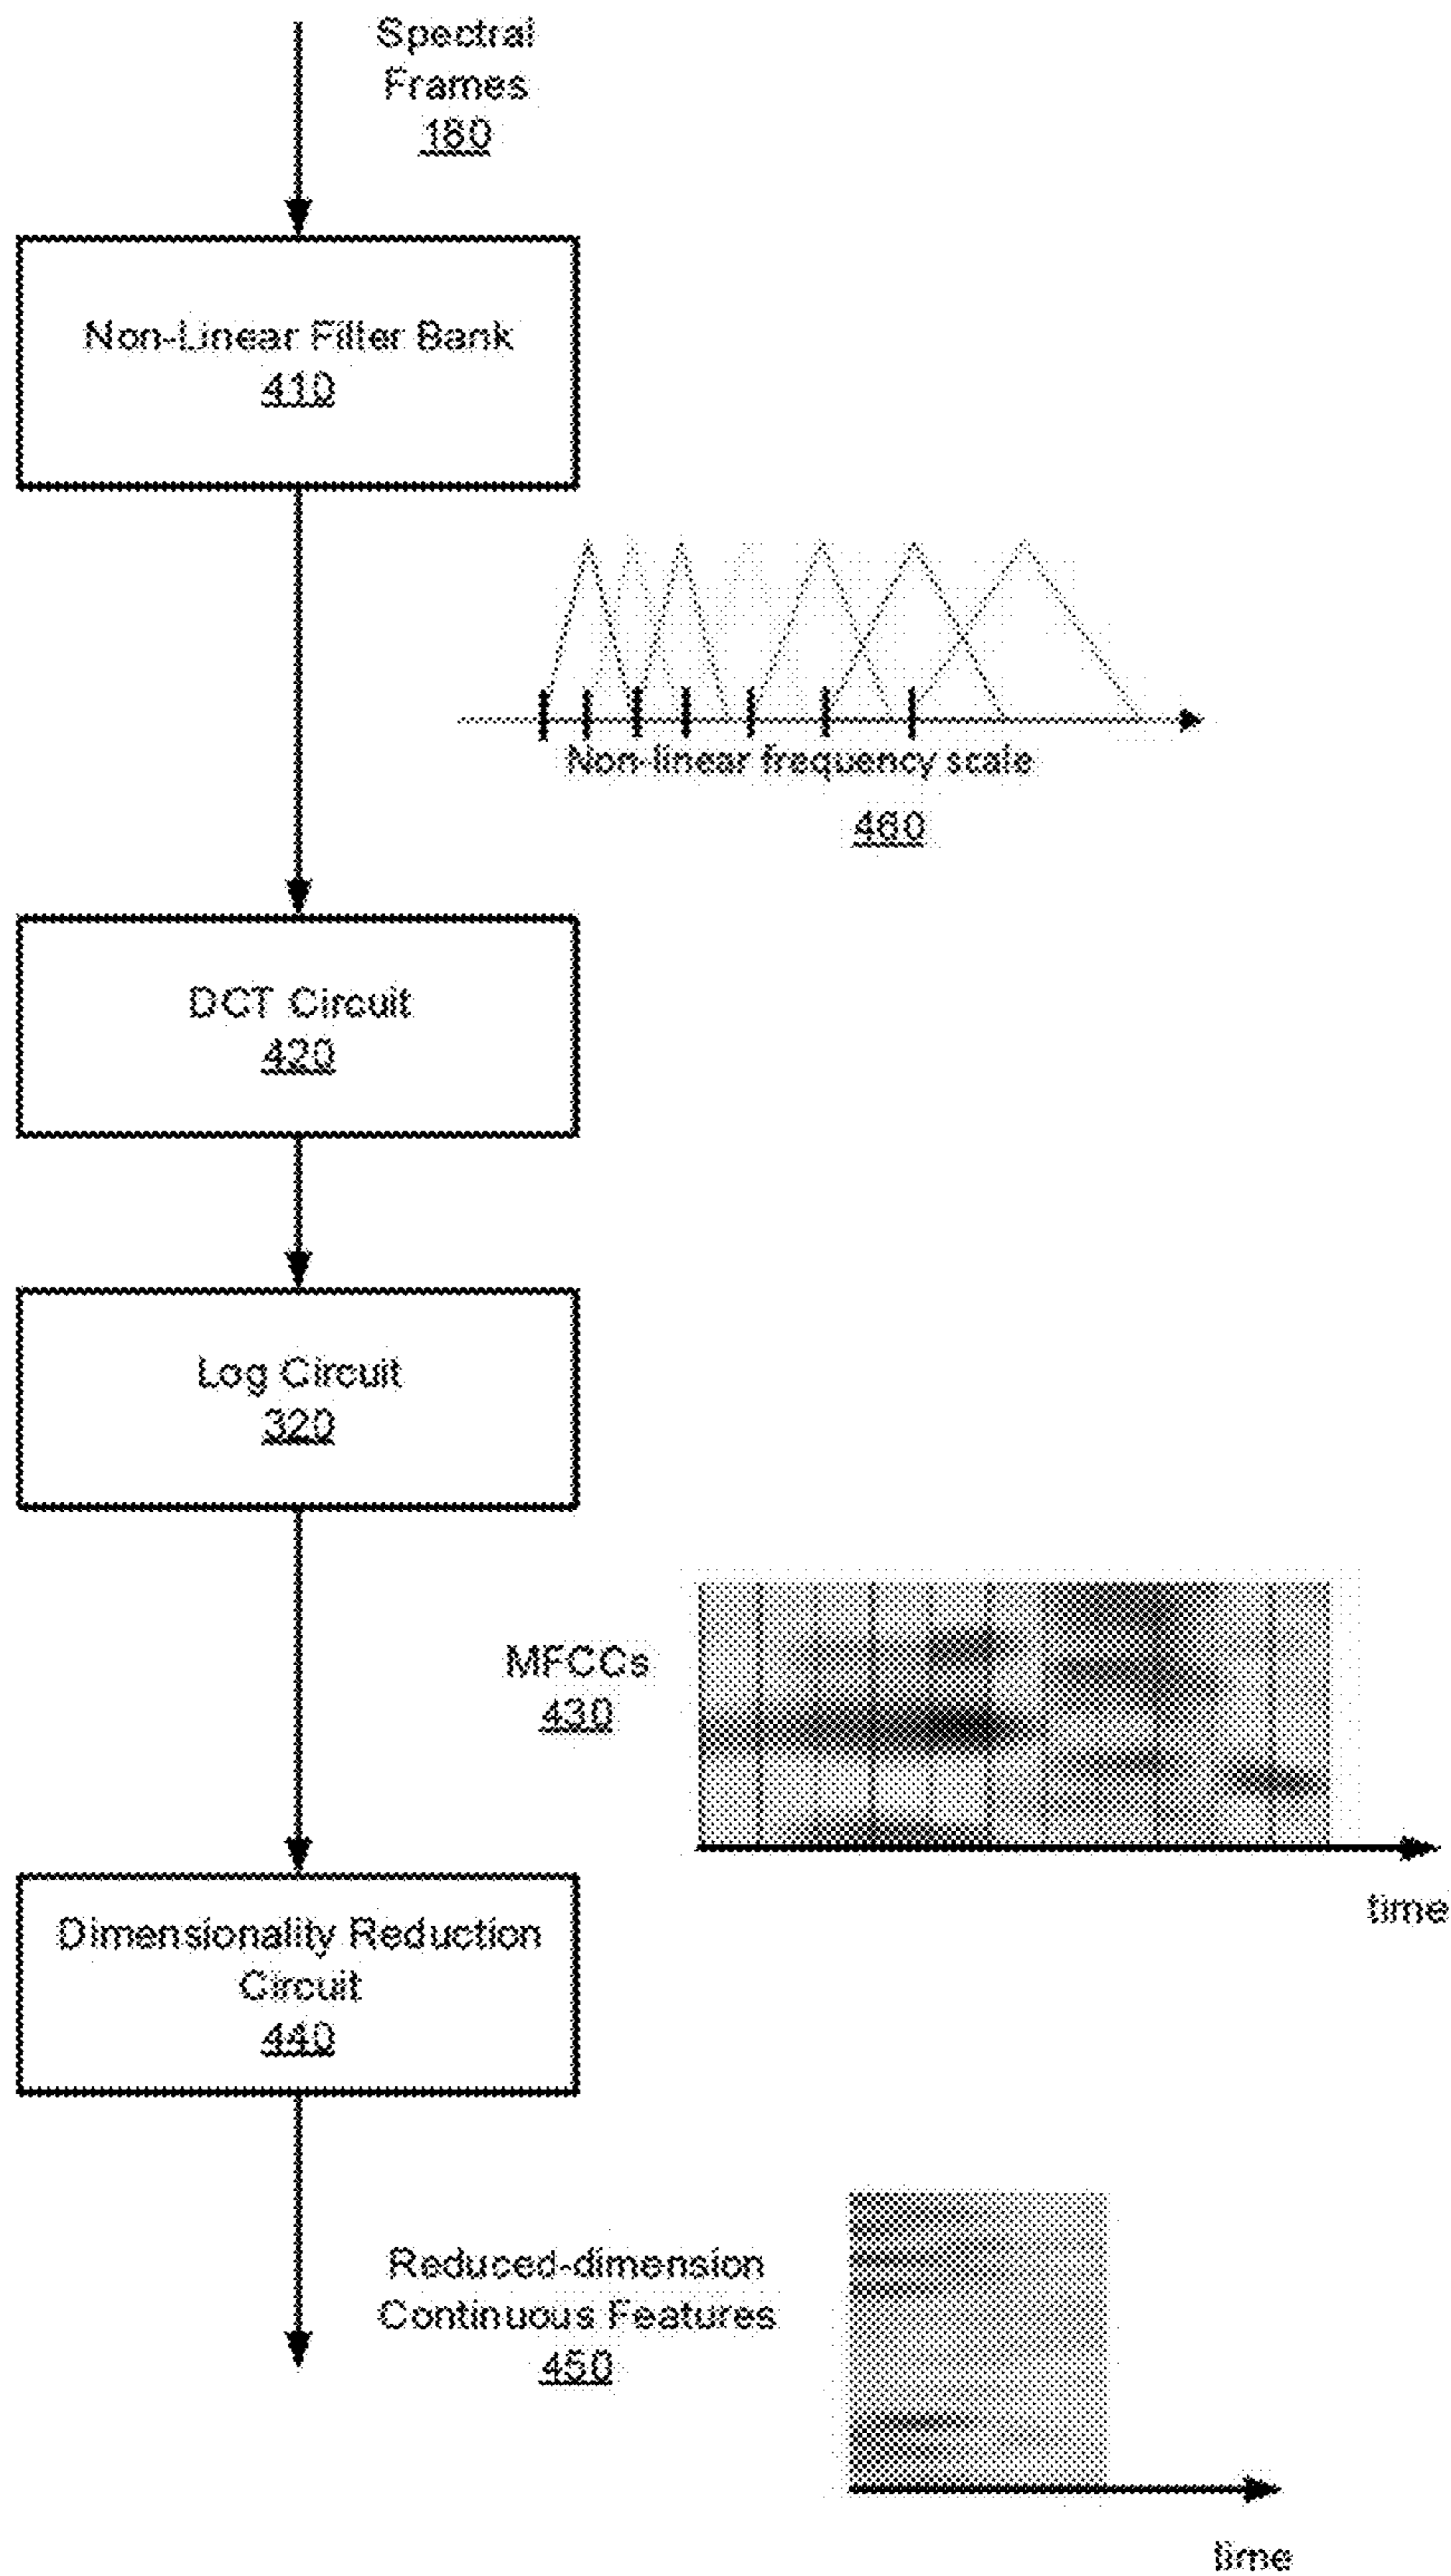 Spectral
Frames
180
Non-Linear Filter Bank
410
Non-linear frequency scale
460
DCT Circuit
420
Log Circuit
320
MFCCs
430
time
Dimensionality Reduction
Circuit
440
Reduced-dimension
Continuous Features
450
time